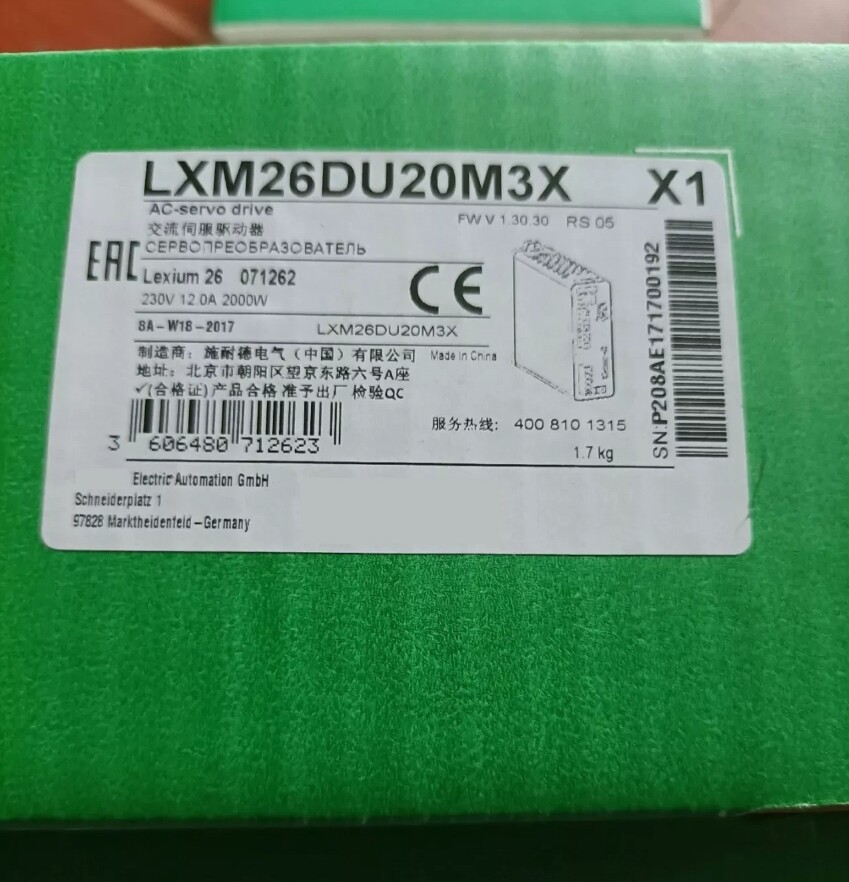 LXM26DU20M3X X1
AC-servo drive
FW V 1.30.30 RS 05
交流伺服驱动器
СЕРВОПРЕОБРАЗОВАТЕЛЬ
EAC
Lexium 26 071262
CE
230V 12.0A 2000W
8A-W18-2017
LXM26DU20M3X
制造商：施耐德电气（中国）有限公司
Made in China
地址：北京市朝阳区望京东路六号A座
✓(合格证)产品合格 准予出厂 检验QC
服务热线: 400 810 1315
3 606480 712623
1.7 kg
SN:P208AE171700192
Electric Automation GmbH
Schneiderplatz 1
97828 Marktheidenfeld – Germany